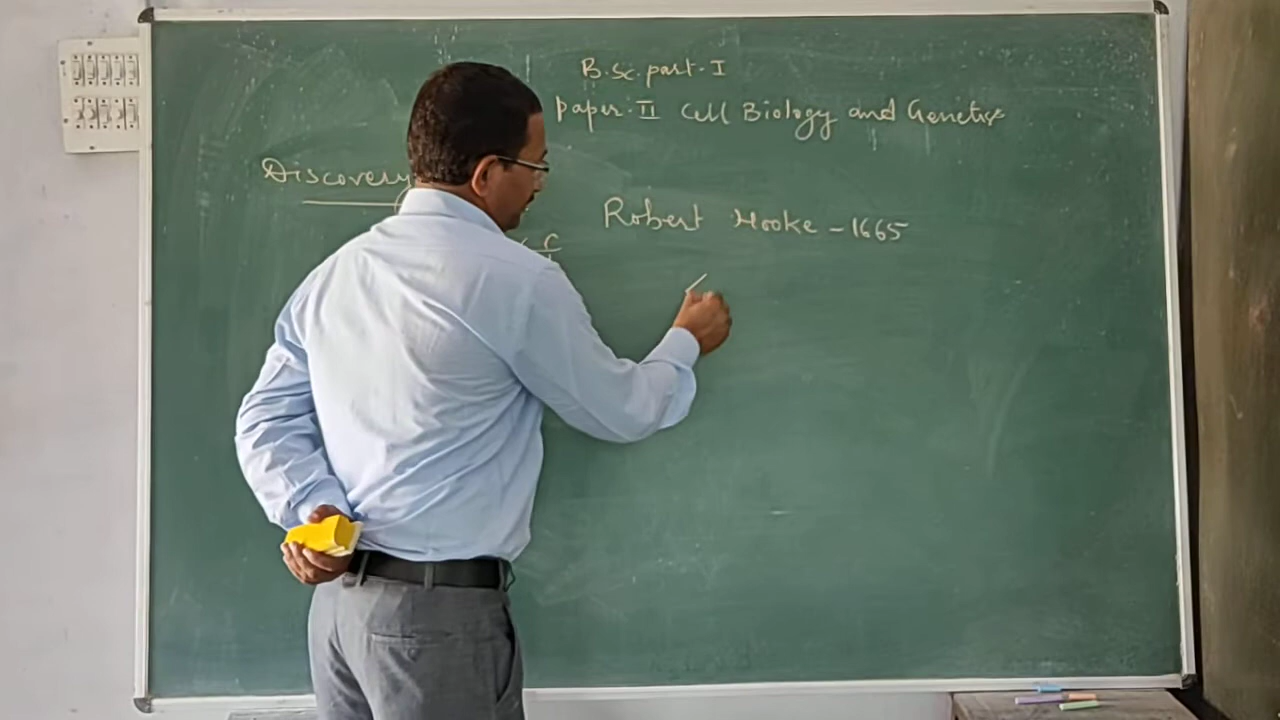 B.Sc. part-I
Paper-II Cell Biology and Genetics
Discovery
Robert Hooke - 1665